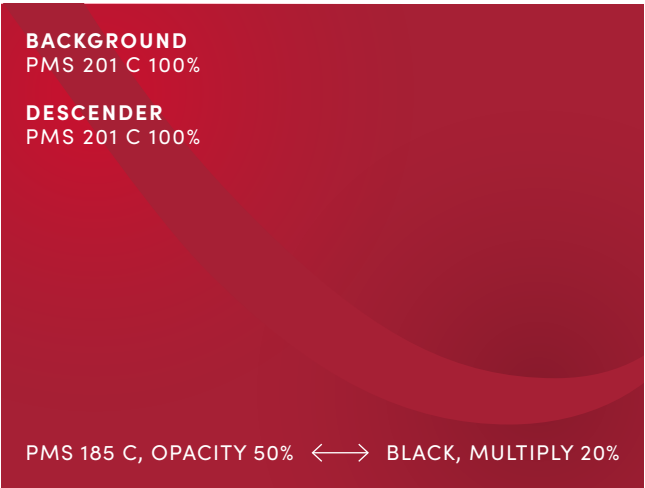 BACKGROUND
PMS 201 C 100%
DESCENDER
PMS 201 C 100%
PMS 185 C, OPACITY 50% ⟷ BLACK, MULTIPLY 20%